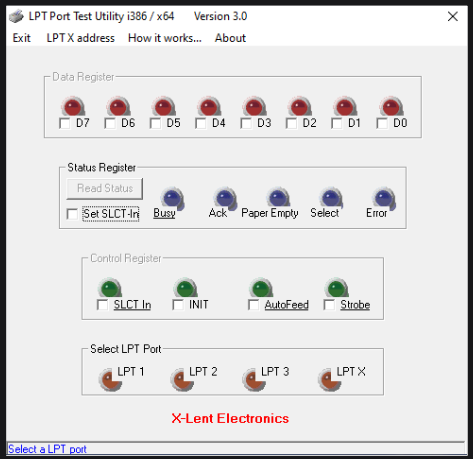 LPT Port Test Utility i386 / x64 Version 3.0
Exit LPT X address How it works... About
Data Register
D7 D6 D5 D4 D3 D2 D1 D0
Status Register
Read Status
Set SLCT-In Busy Ack Paper Empty Select Error
Control Register
SLCT In INIT AutoFeed Strobe
Select LPT Port
LPT 1 LPT 2 LPT 3 LPT X
X-Lent Electronics
Select a LPT port